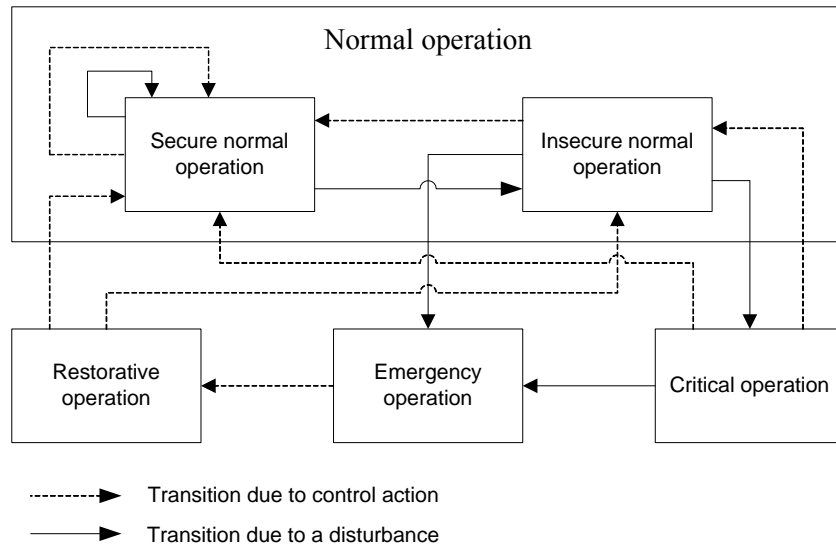 Normal operation
Secure normal
operation
Insecure normal
operation
Restorative
operation
Emergency
operation
Critical operation
Transition due to control action
Transition due to a disturbance